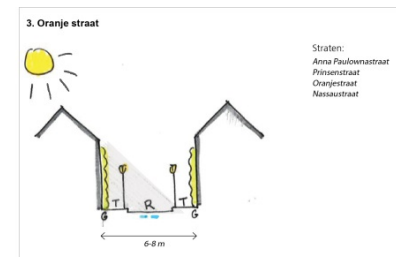 3. Oranje straat
Straten:
Anna Paulownastraat
Prinsenstraat
Oranjestraat
Nassaustraat
T R T
G G
6-8 m